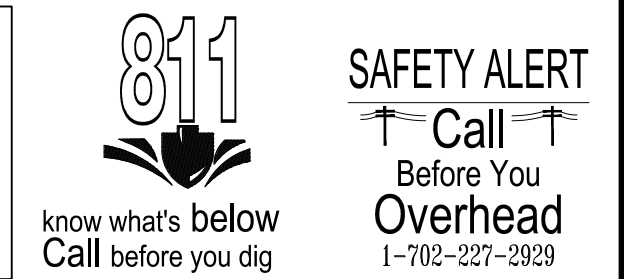 811
know what's below
Call before you dig
SAFETY ALERT
Call
Before You
Overhead
1-702-227-2929